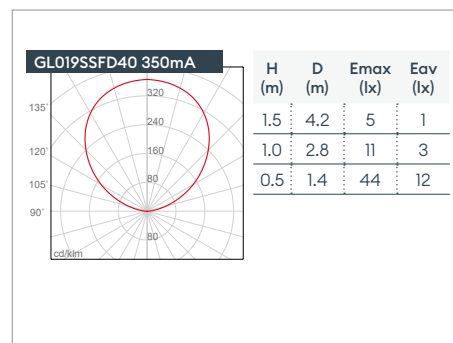 GL019SSFD40 350mA
320
135°
240
120°
160
105°
80
90°
80
cd/klm
H D Emax Eav
(m) (m) (lx) (lx)
1.5 4.2 5 1
1.0 2.8 11 3
0.5 1.4 44 12